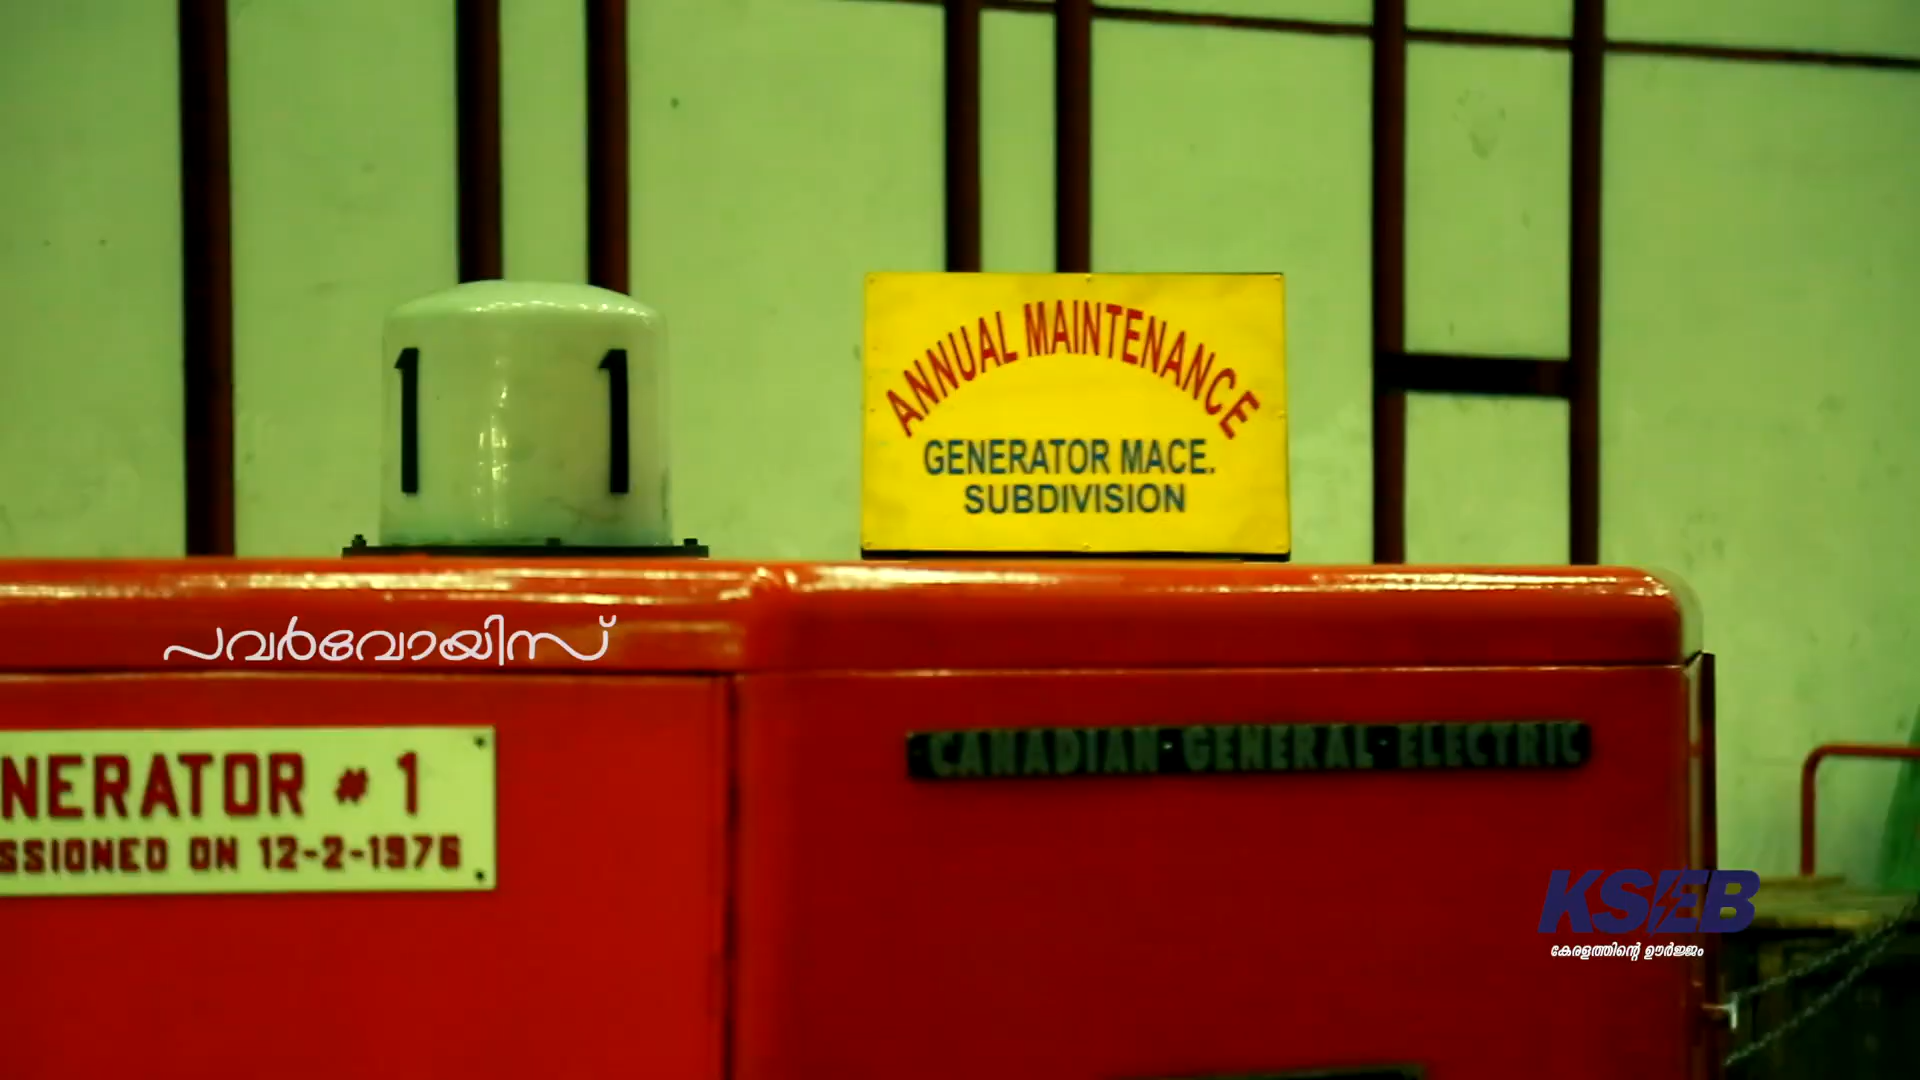 1 1
ANNUAL MAINTENANCE
GENERATOR MACE.
SUBDIVISION
പവർവോയിസ്
CANADIAN GENERAL ELECTRIC
NERATOR # 1
SSIONED ON 12-2-1976
KSEB
കേരളത്തിന്റെ ഊർജ്ജം